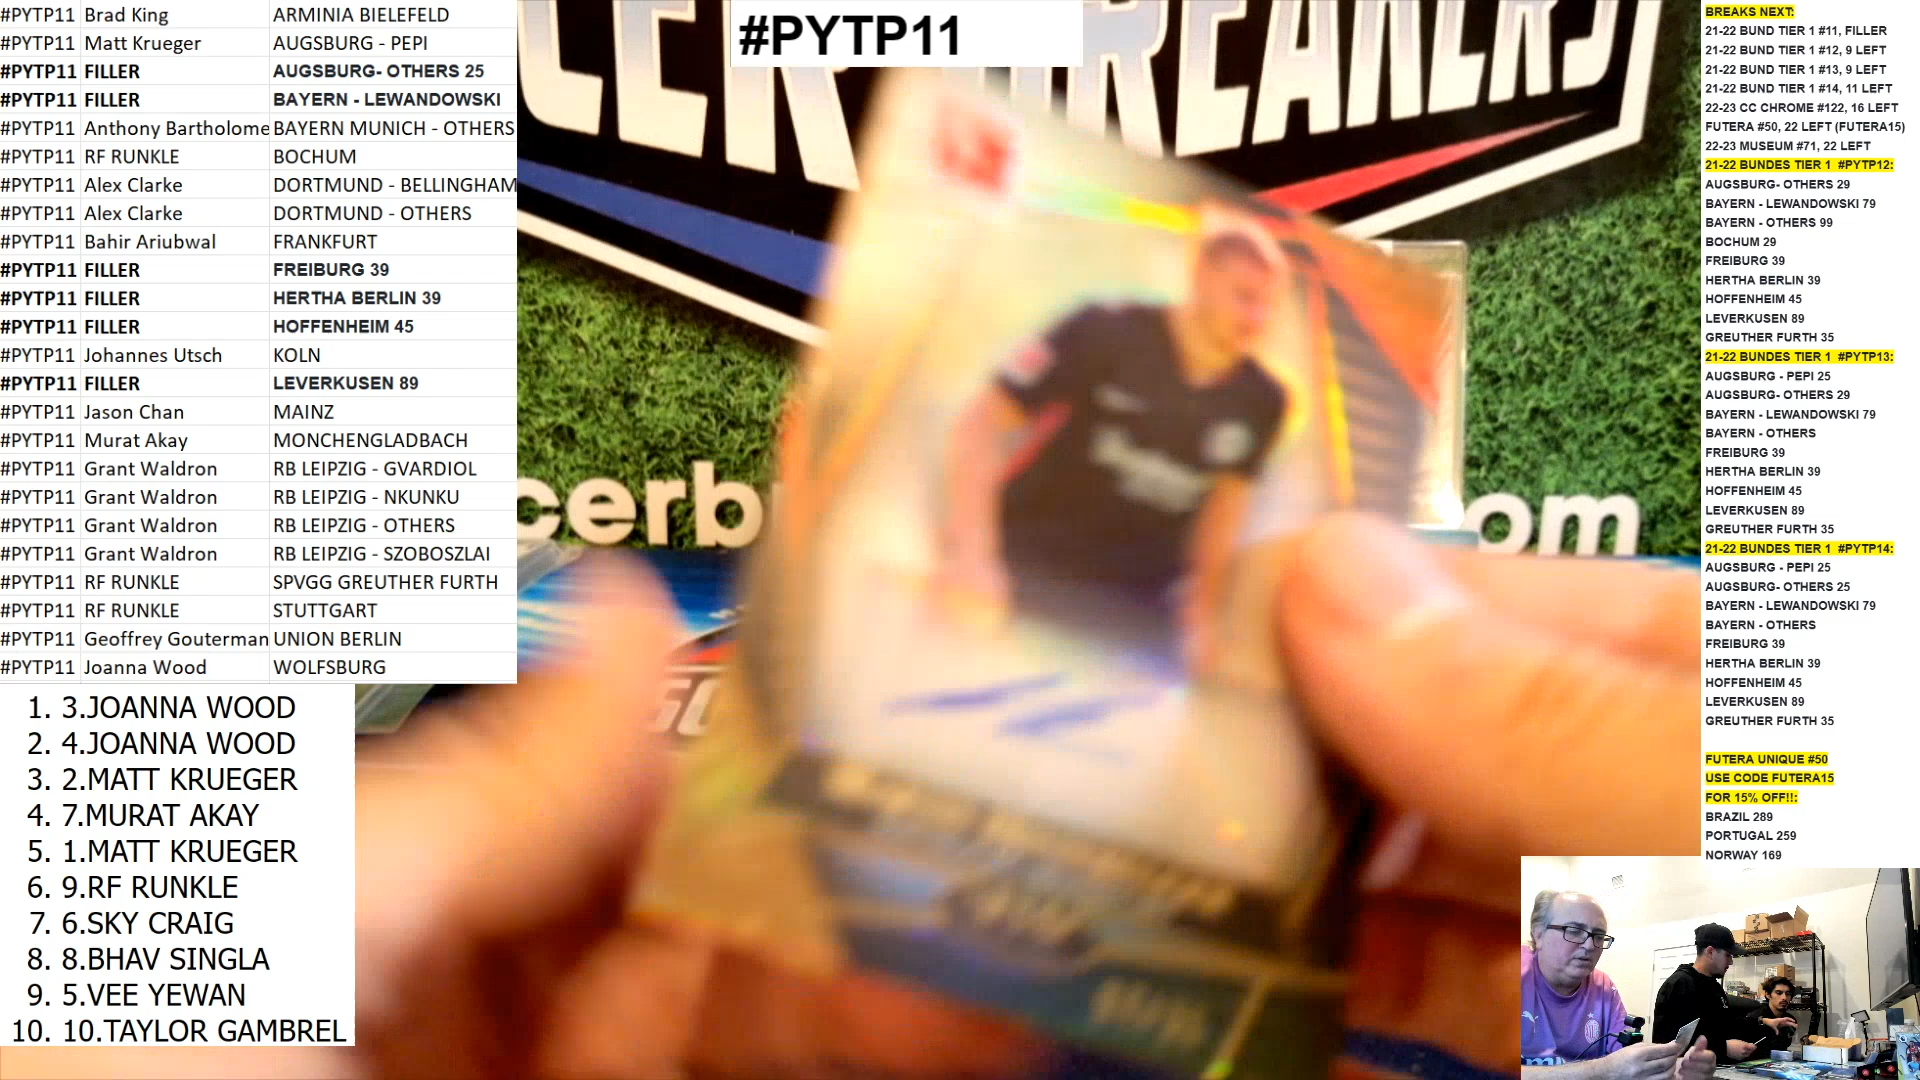 #PYTP11 Brad King ARMINIA BIELEFELD
#PYTP11 Matt Krueger AUGSBURG - PEPI
#PYTP11 FILLER AUGSBURG- OTHERS 25
#PYTP11 FILLER BAYERN - LEWANDOWSKI
#PYTP11 Anthony Bartholome BAYERN MUNICH - OTHERS
#PYTP11 RF RUNKLE BOCHUM
#PYTP11 Alex Clarke DORTMUND - BELLINGHAM
#PYTP11 Alex Clarke DORTMUND - OTHERS
#PYTP11 Bahir Ariubwal FRANKFURT
#PYTP11 FILLER FREIBURG 39
#PYTP11 FILLER HERTHA BERLIN 39
#PYTP11 FILLER HOFFENHEIM 45
#PYTP11 Johannes Utsch KOLN
#PYTP11 FILLER LEVERKUSEN 89
#PYTP11 Jason Chan MAINZ
#PYTP11 Murat Akay MONCHENGLADBACH
#PYTP11 Grant Waldron RB LEIPZIG - GVARDIOL
#PYTP11 Grant Waldron RB LEIPZIG - NKUNKU
#PYTP11 Grant Waldron RB LEIPZIG - OTHERS
#PYTP11 Grant Waldron RB LEIPZIG - SZOBOSZLAI
#PYTP11 RF RUNKLE SPVGG GREUTHER FURTH
#PYTP11 RF RUNKLE STUTTGART
#PYTP11 Geoffrey Gouterman UNION BERLIN
#PYTP11 Joanna Wood WOLFSBURG
1. 3.JOANNA WOOD
2. 4.JOANNA WOOD
3. 2.MATT KRUEGER
4. 7.MURAT AKAY
5. 1.MATT KRUEGER
6. 9.RF RUNKLE
7. 6.SKY CRAIG
8. 8.BHAV SINGLA
9. 5.VEE YEWAN
10. 10.TAYLOR GAMBREL
#PYTP11
cerb
om
BREAKS NEXT:
21-22 BUND TIER 1 #11, FILLER
21-22 BUND TIER 1 #12, 9 LEFT
21-22 BUND TIER 1 #13, 9 LEFT
21-22 BUND TIER 1 #14, 11 LEFT
22-23 CC CHROME #122, 16 LEFT
FUTERA #50, 22 LEFT (FUTERA15)
22-23 MUSEUM #71, 22 LEFT
21-22 BUNDES TIER 1 #PYTP12:
AUGSBURG- OTHERS 29
BAYERN - LEWANDOWSKI 79
BAYERN - OTHERS 99
BOCHUM 29
FREIBURG 39
HERTHA BERLIN 39
HOFFENHEIM 45
LEVERKUSEN 89
GREUTHER FURTH 35
21-22 BUNDES TIER 1 #PYTP13:
AUGSBURG - PEPI 25
AUGSBURG- OTHERS 29
BAYERN - LEWANDOWSKI 79
BAYERN - OTHERS
FREIBURG 39
HERTHA BERLIN 39
HOFFENHEIM 45
LEVERKUSEN 89
GREUTHER FURTH 35
21-22 BUNDES TIER 1 #PYTP14:
AUGSBURG - PEPI 25
AUGSBURG- OTHERS 25
BAYERN - LEWANDOWSKI 79
BAYERN - OTHERS
FREIBURG 39
HERTHA BERLIN 39
HOFFENHEIM 45
LEVERKUSEN 89
GREUTHER FURTH 35
FUTERA UNIQUE #50
USE CODE FUTERA15
FOR 15% OFF!!:
BRAZIL 289
PORTUGAL 259
NORWAY 169